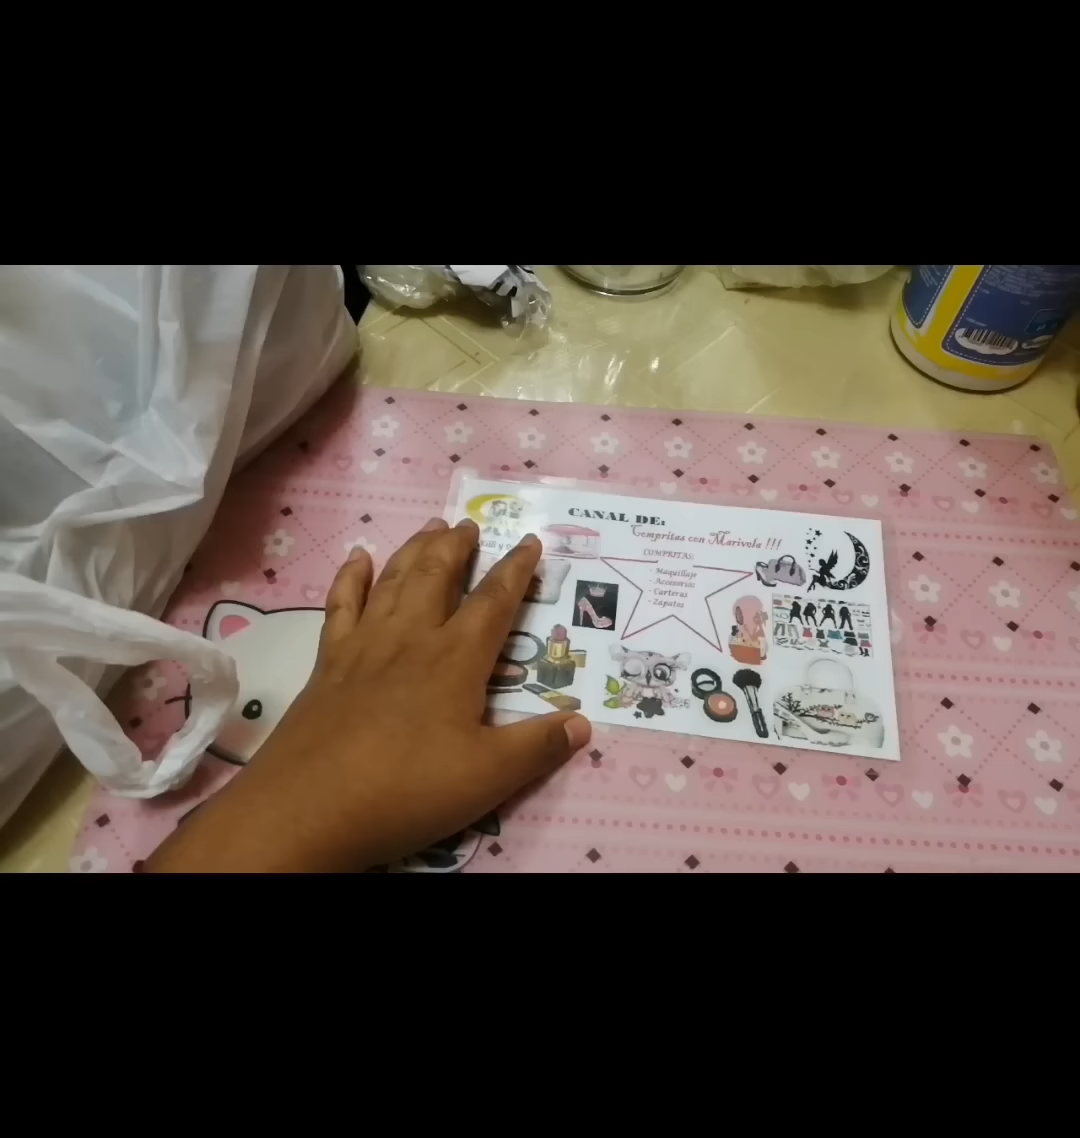 CANAL DE:
Compritas con Marivola !!!
COMPRITAS:
- Maquillaje
- Accesorios
- Carteras
- Zapatos